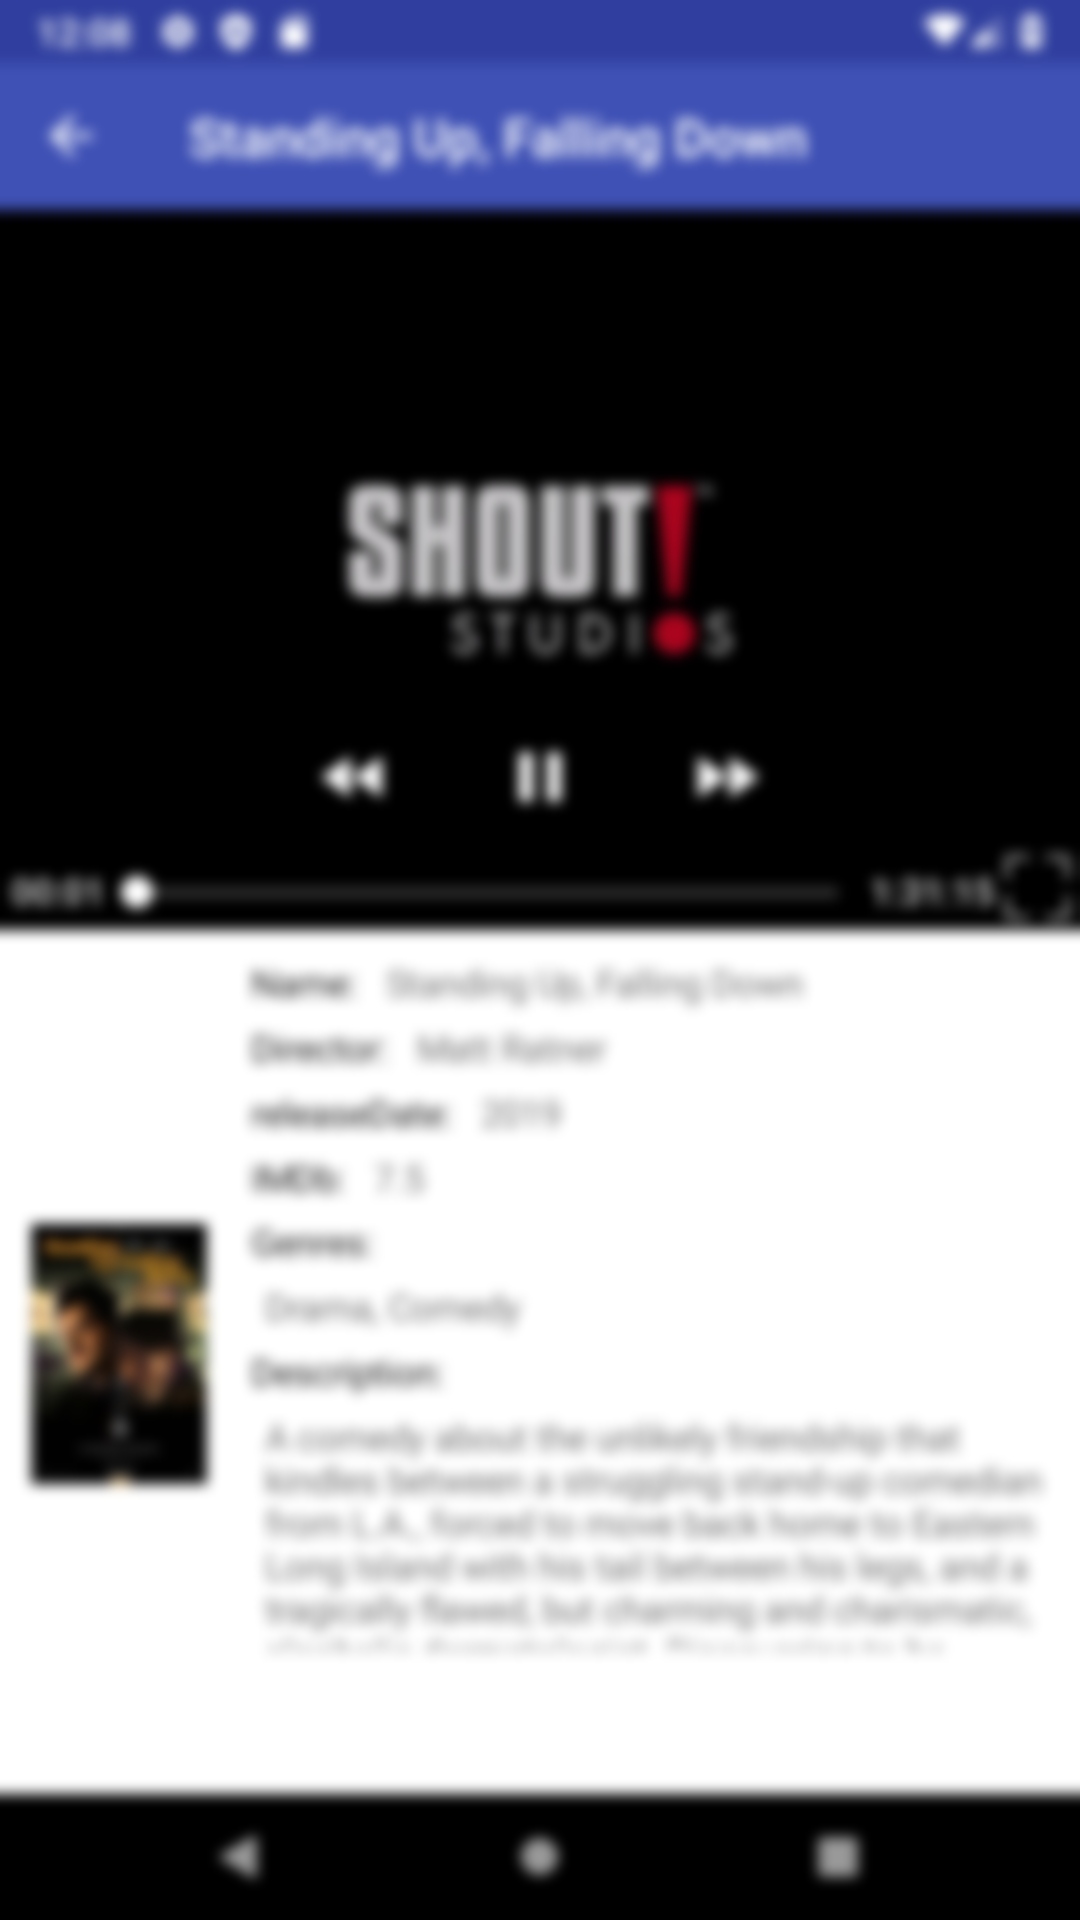 12:08
Standing Up, Falling Down
SHOUT!
STUDIOS
00:01
1:31:15
Name: Standing Up, Falling Down
Director: Matt Ratner
releaseDate: 2019
IMDb: 7.5
Genres:
Drama, Comedy
Description:
A comedy about the unlikely friendship that
kindles between a struggling stand-up comedian
from L.A., forced to move back home to Eastern
Long Island with his tail between his legs, and a
tragically flawed, but charming and charismatic,